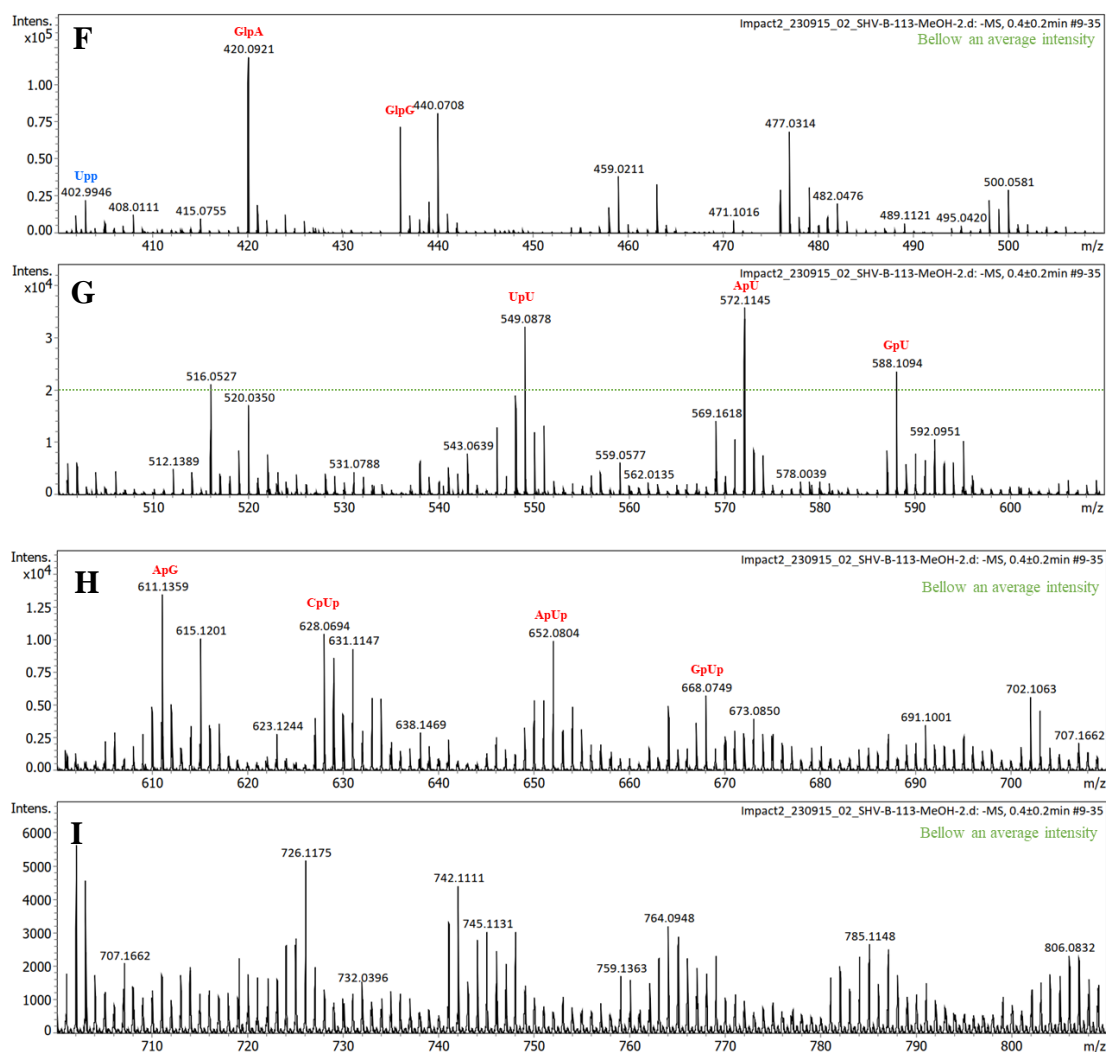 F
Intens.
x10⁵
Impact2_230915_02_SHV-B-113-MeOH-2.d: -MS, 0.4±0.2min #9-35
Bellow an average intensity
GlpA
420.0921
GlpG
440.0708
477.0314
Upp
402.9946
408.0111
415.0755
459.0211
471.1016
482.0476
489.1121
495.0420
500.0581
1.00
0.75
0.50
0.25
0.00
410 420 430 440 450 460 470 480 490 500 m/z
G
Intens.
x10⁴
Impact2_230915_02_SHV-B-113-MeOH-2.d: -MS, 0.4±0.2min #9-35
UpU
549.0878
ApU
572.1145
GpU
588.1094
516.0527
520.0350
512.1389
531.0788
543.0639
559.0577
562.0135
569.1618
578.0039
592.0951
3
2
1
0
510 520 530 540 550 560 570 580 590 600 m/z
H
Intens.
x10⁴
Impact2_230915_02_SHV-B-113-MeOH-2.d: -MS, 0.4±0.2min #9-35
Bellow an average intensity
ApG
611.1359
615.1201
623.1244
CpUp
628.0694
631.1147
638.1469
ApUp
652.0804
GpUp
668.0749
673.0850
691.1001
702.1063
707.1662
1.25
1.00
0.75
0.50
0.25
0.00
610 620 630 640 650 660 670 680 690 700 m/z
I
Intens.
Impact2_230915_02_SHV-B-113-MeOH-2.d: -MS, 0.4±0.2min #9-35
Bellow an average intensity
707.1662
726.1175
732.0396
742.1111
745.1131
759.1363
764.0948
785.1148
806.0832
6000
5000
4000
3000
2000
1000
0
710 720 730 740 750 760 770 780 790 800 m/z